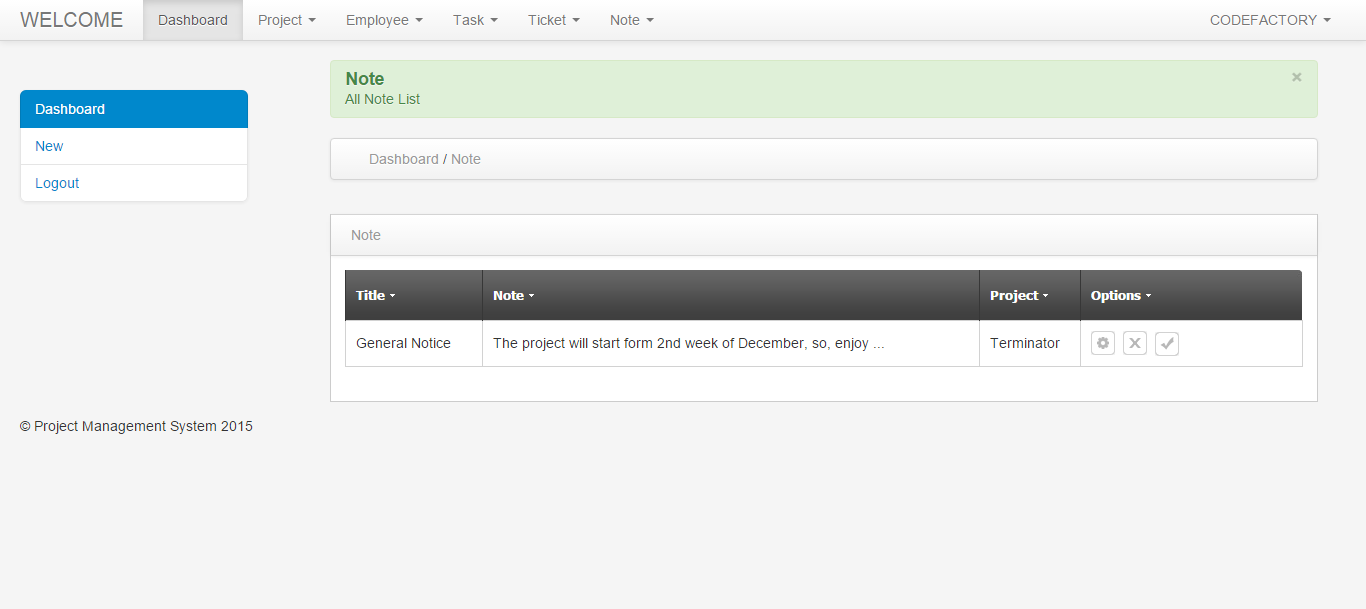 WELCOME Dashboard Project Employee Task Ticket Note CODEFACTORY
Note
×
All Note List
Dashboard
New
Logout
Dashboard / Note
Note
Title Note Project Options
General Notice The project will start form 2nd week of December, so, enjoy ... Terminator
© Project Management System 2015